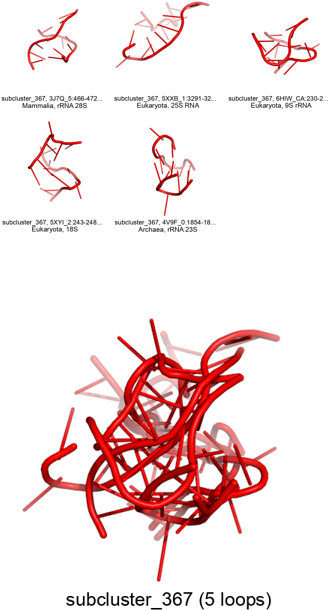 subcluster_367, 3J7Q_5:466-472...
Mammalia, rRNA 28S
subcluster_367, 5XXB_1:3291-32...
Eukaryota, 25S RNA
subcluster_367, 6HIW_CA:230-2...
Eukaryota, 9S rRNA
subcluster_367, 5XYI_2:243-248...
Eukaryota, 18S
subcluster_367, 4V9F_0:1854-18...
Archaea, rRNA 23S
subcluster_367 (5 loops)